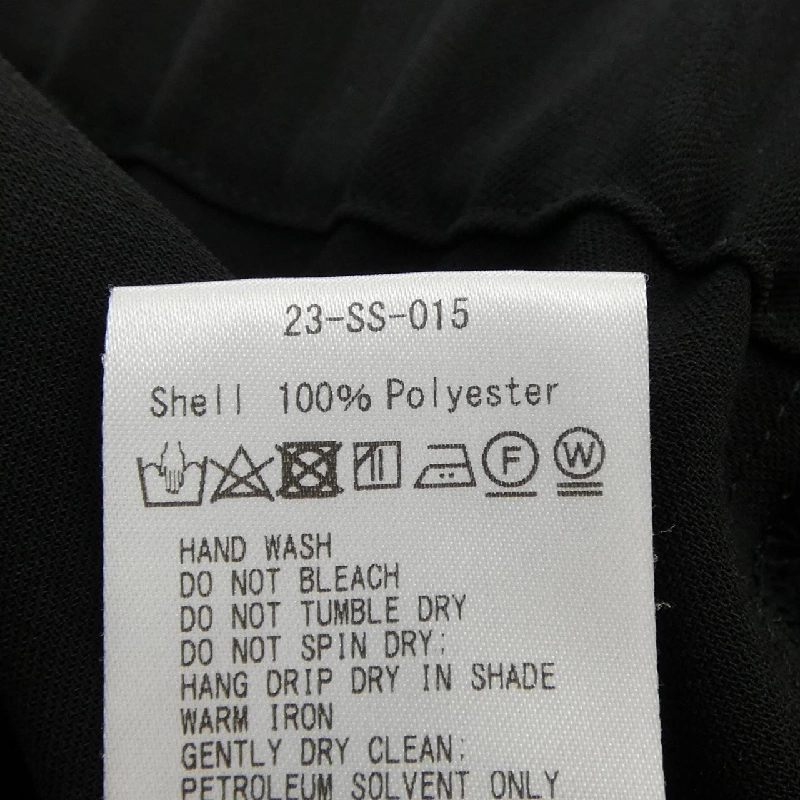 23-SS-015
Shell 100% Polyester
F W
HAND WASH
DO NOT BLEACH
DO NOT TUMBLE DRY
DO NOT SPIN DRY;
HANG DRIP DRY IN SHADE
WARM IRON
GENTLY DRY CLEAN;
PETROLEUM SOLVENT ONLY